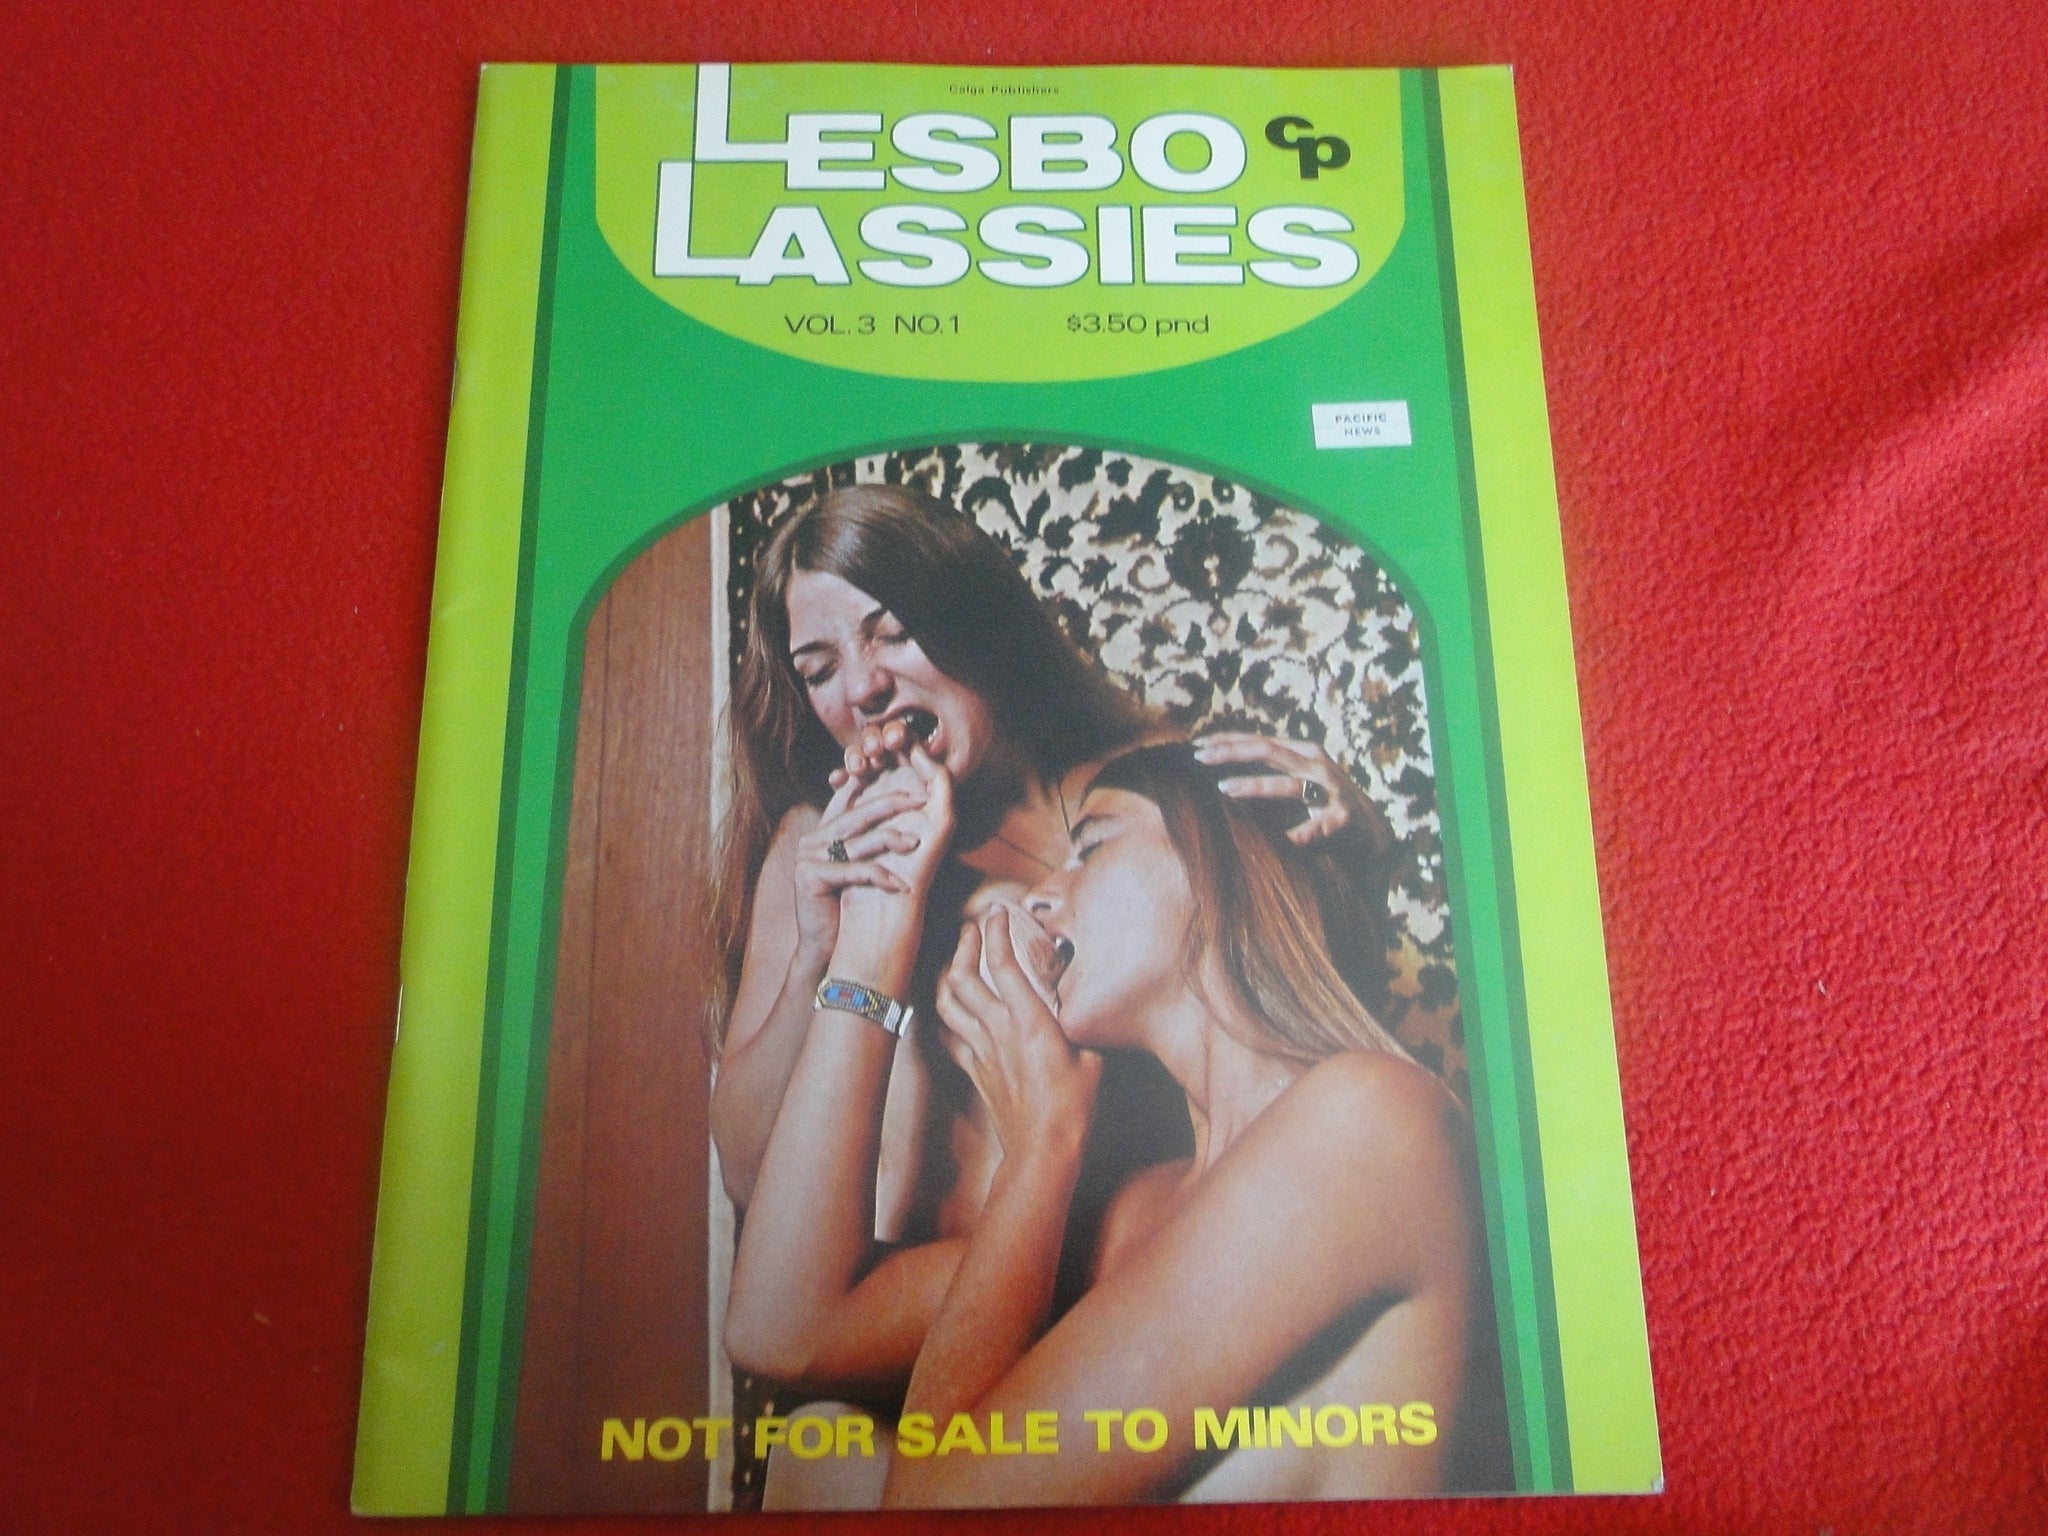 Calga Publishers
LESBO
cp
LASSIES
VOL. 3 NO. 1 $3.50 pnd
PACIFIC
NEWS
NOT FOR SALE TO MINORS